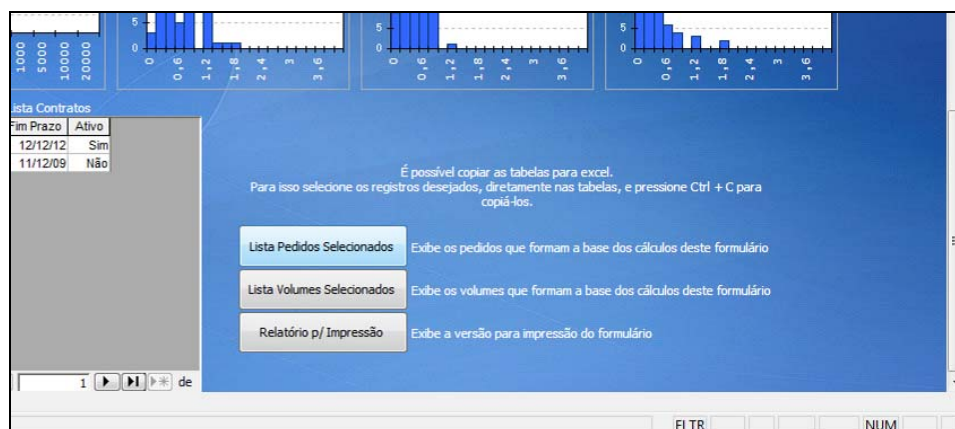 5
5
5
0
0
0
1000
5000
10000
20000
0
0,6
1,2
1,8
2,4
3
3,6
0
0,6
1,2
1,8
2,4
3
3,6
0
0,6
1,2
1,8
2,4
3
3,6
Lista Contratos
Fim Prazo Ativo
12/12/12 Sim
11/12/09 Não
É possível copiar as tabelas para excel.
Para isso selecione os registros desejados, diretamente nas tabelas, e pressione Ctrl + C para
copiá-los.
Lista Pedidos Selecionados Exibe os pedidos que formam a base dos cálculos deste formulário
Lista Volumes Selecionados Exibe os volumes que formam a base dos cálculos deste formulário
Relatório p/ Impressão Exibe a versão para impressão do formulário
1 de
FLTR NUM